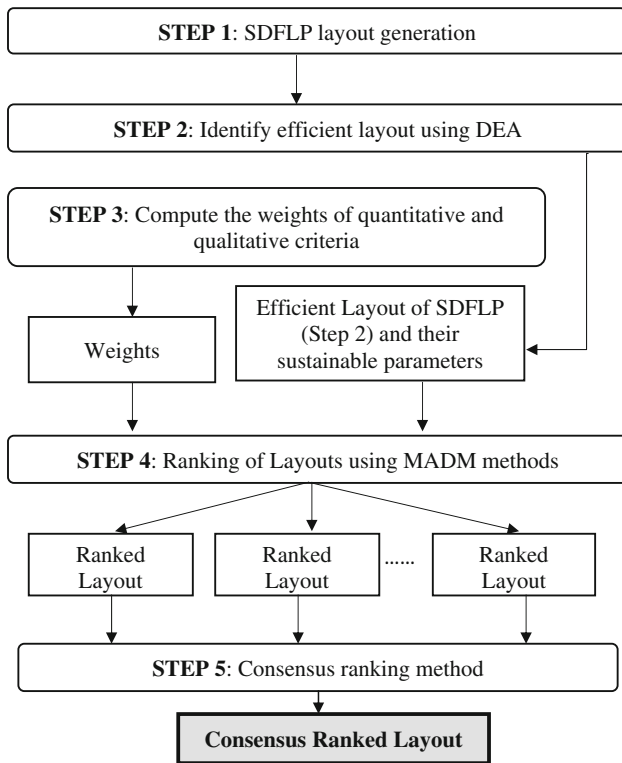 STEP 1: SDFLP layout generation
STEP 2: Identify efficient layout using DEA
STEP 3: Compute the weights of quantitative and
qualitative criteria
Weights
Efficient Layout of SDFLP
(Step 2) and their
sustainable parameters
STEP 4: Ranking of Layouts using MADM methods
Ranked
Layout
Ranked
Layout
......
Ranked
Layout
STEP 5: Consensus ranking method
Consensus Ranked Layout